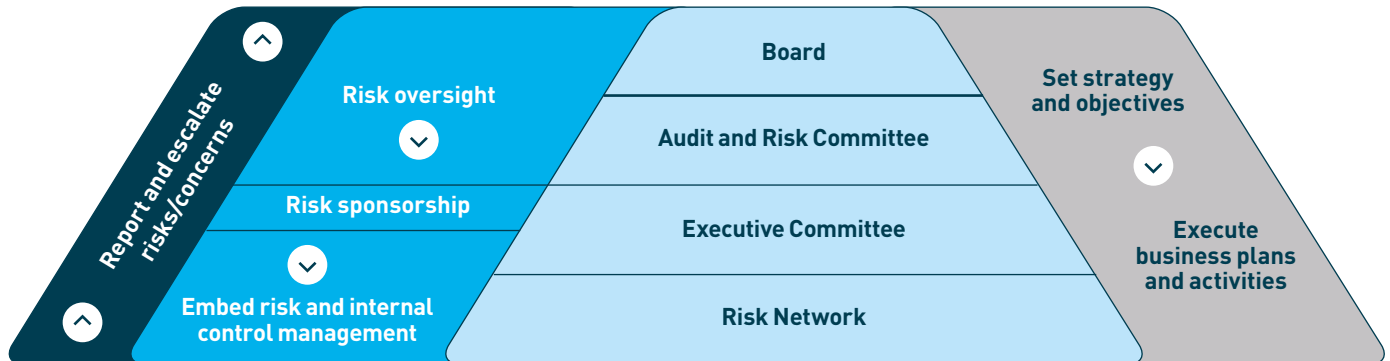 Report and escalate
risks/concerns
Risk oversight
Risk sponsorship
Embed risk and internal
control management
Board
Audit and Risk Committee
Executive Committee
Risk Network
Set strategy
and objectives
Execute
business plans
and activities